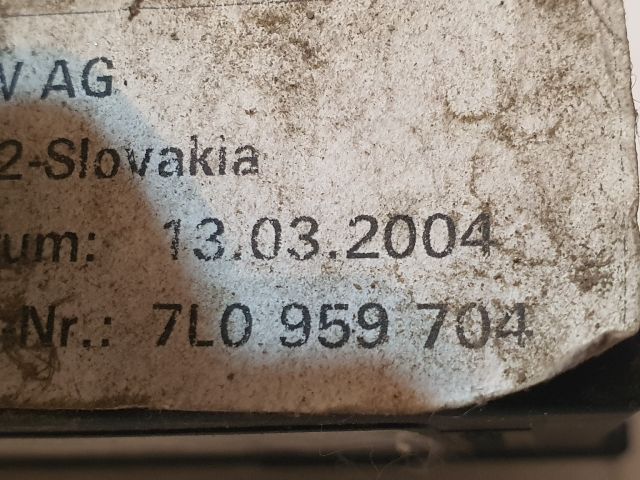 W AG
2-Slovakia
um: 13.03.2004
-Nr.: 7L0 959 704